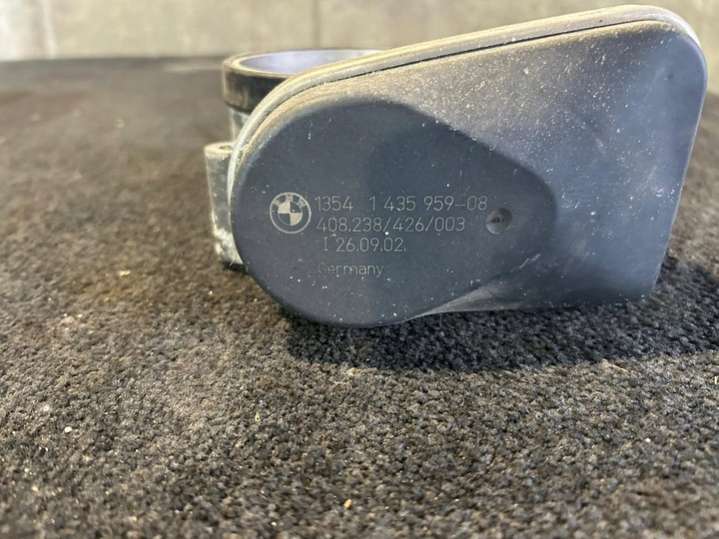 1354 1 435 959-08
408.238/426/003
I 26.09.02.
Germany